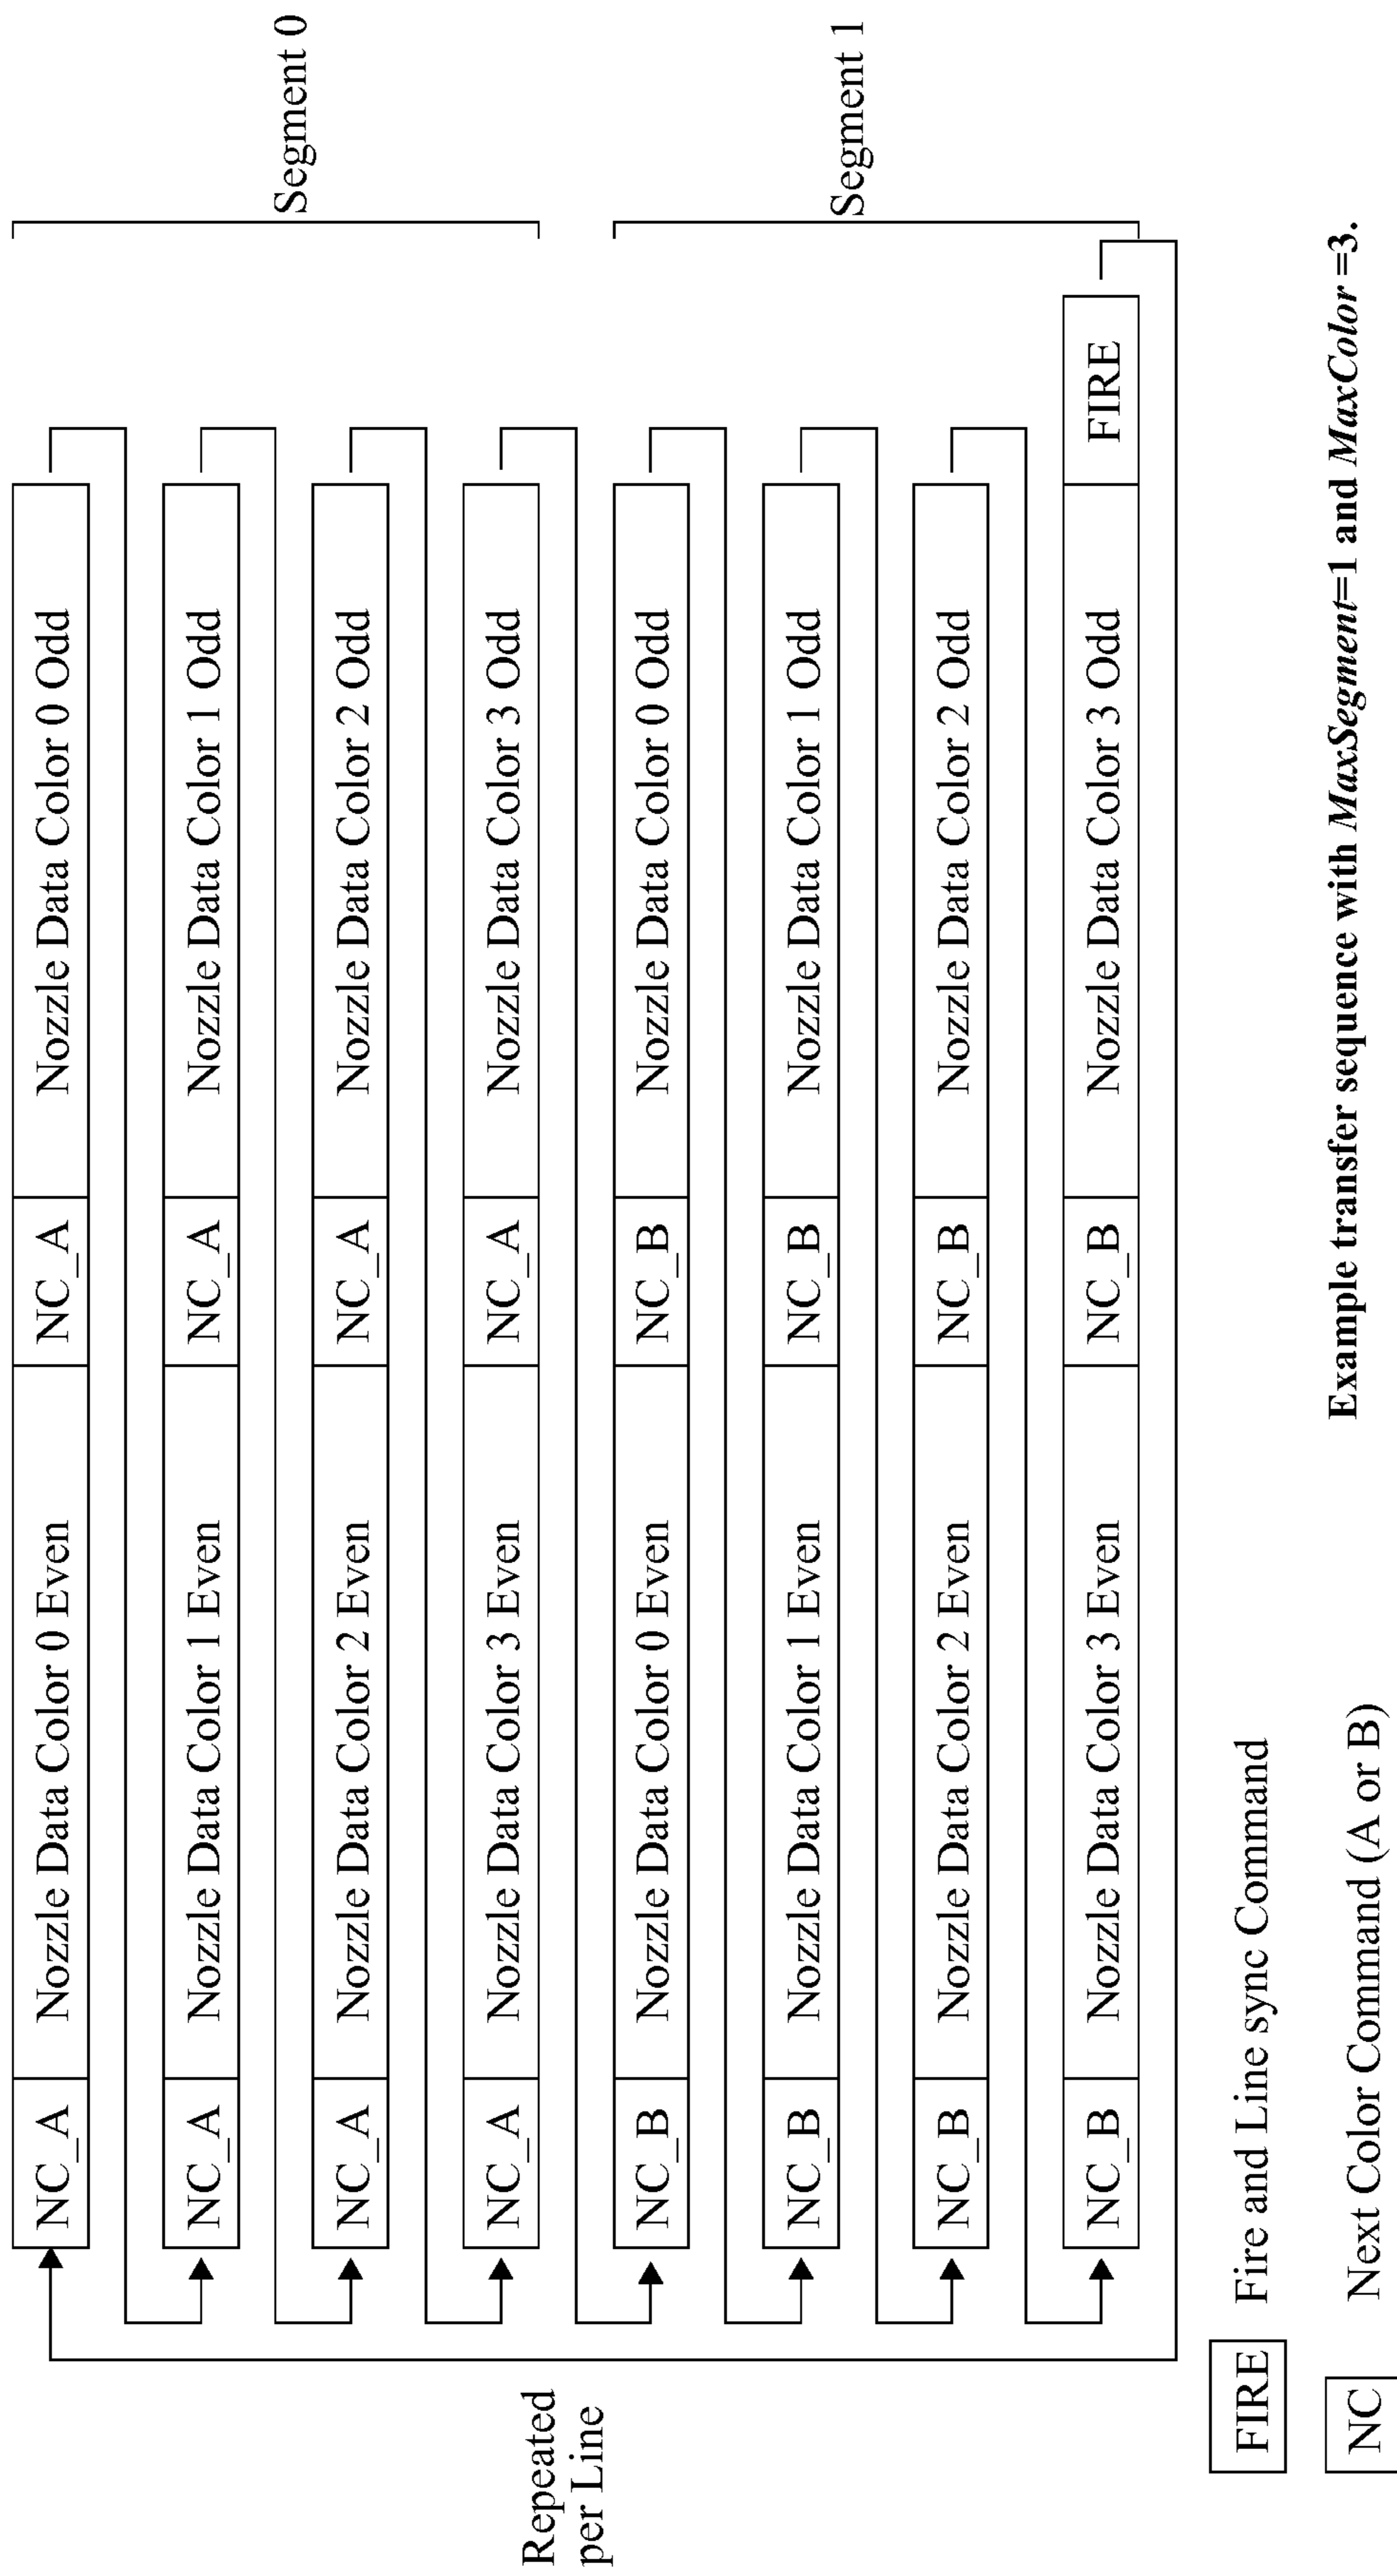 NC_A Nozzle Data Color 0 Even NC_A Nozzle Data Color 0 Odd
NC_A Nozzle Data Color 1 Even NC_A Nozzle Data Color 1 Odd
Segment 0
NC_A Nozzle Data Color 2 Even NC_A Nozzle Data Color 2 Odd
NC_A Nozzle Data Color 3 Even NC_A Nozzle Data Color 3 Odd
Repeated
per Line
NC_B Nozzle Data Color 0 Even NC_B Nozzle Data Color 0 Odd
NC_B Nozzle Data Color 1 Even NC_B Nozzle Data Color 1 Odd
Segment 1
NC_B Nozzle Data Color 2 Even NC_B Nozzle Data Color 2 Odd
NC_B Nozzle Data Color 3 Even NC_B Nozzle Data Color 3 Odd FIRE
FIRE Fire and Line sync Command
NC Next Color Command (A or B)
Example transfer sequence with MaxSegment=1 and MaxColor =3.